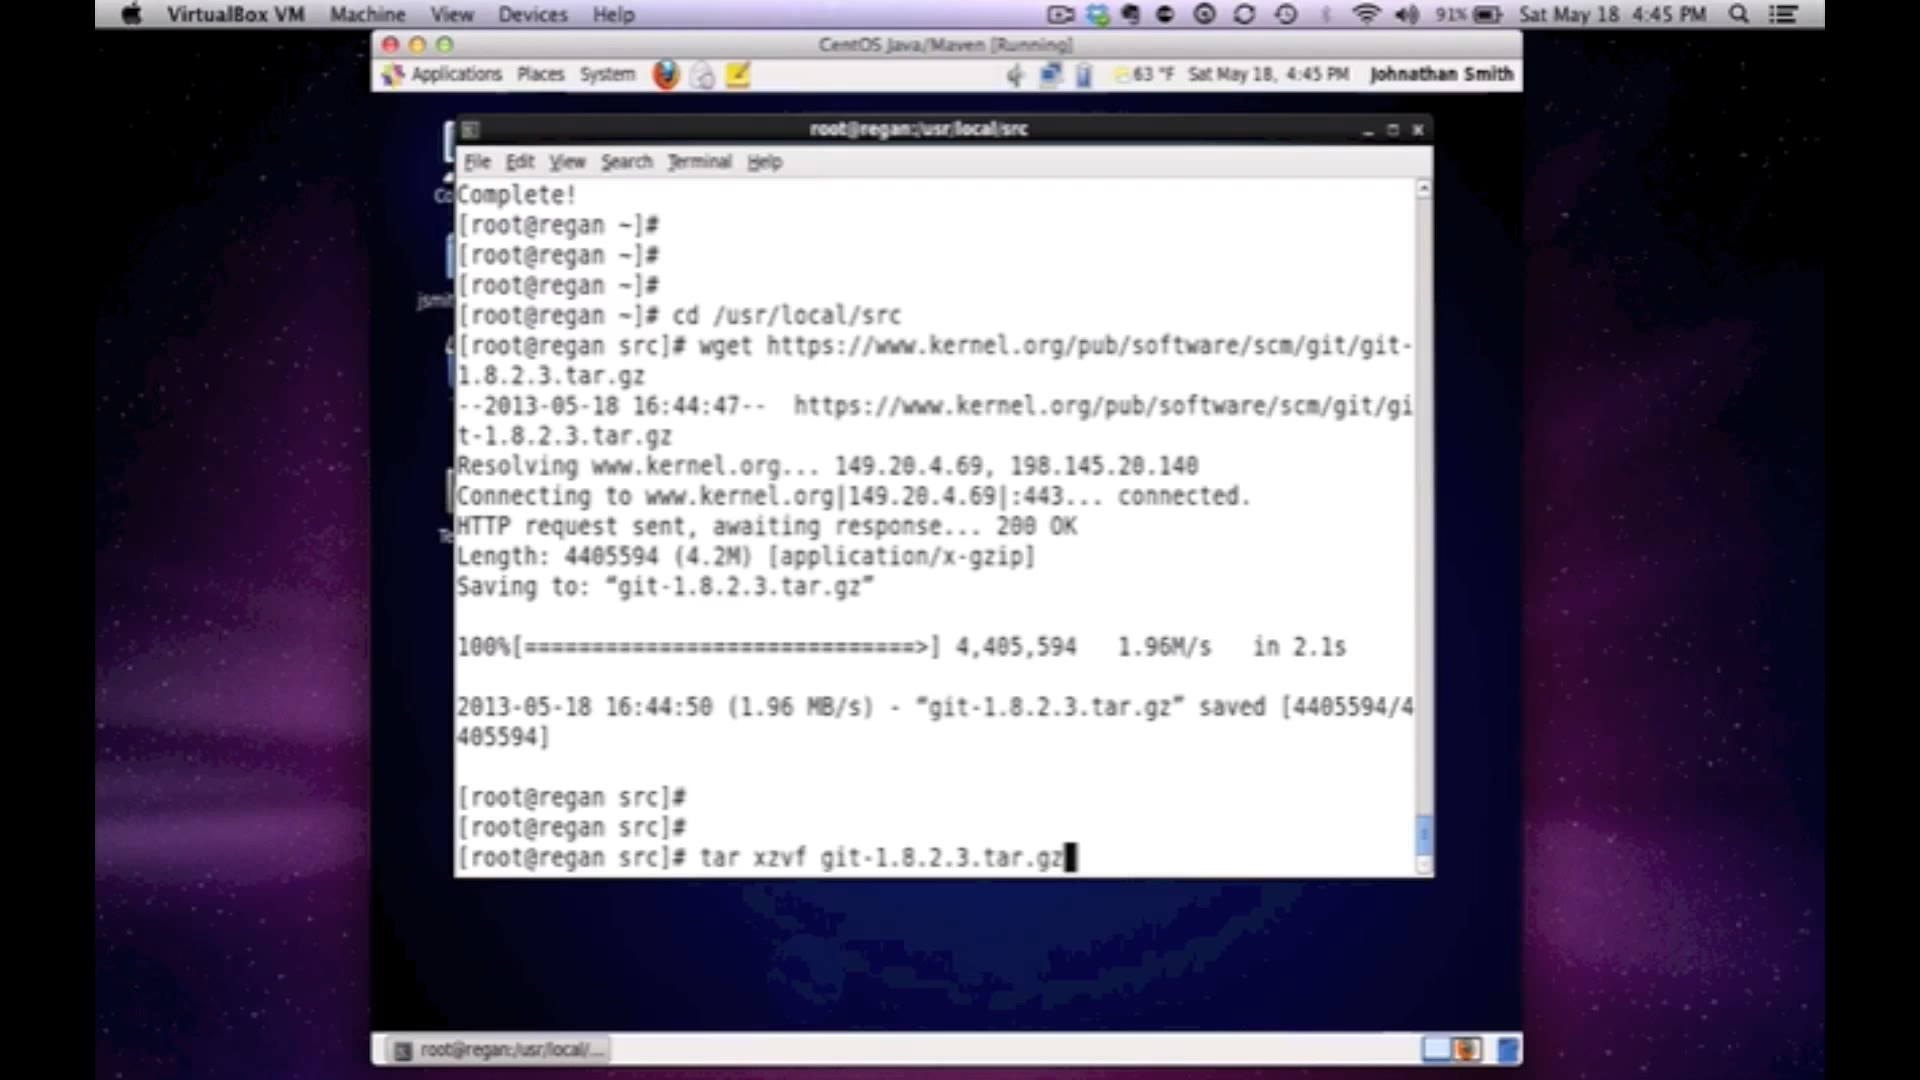 VirtualBox VM Machine View Devices Help 91% Sat May 18 4:45 PM
CentOS Java/Maven [Running]
Applications Places System 63 °F Sat May 18, 4:45 PM Johnathan Smith
root@regan:/usr/local/src
File Edit View Search Terminal Help
Complete!
[root@regan ~]#
[root@regan ~]#
[root@regan ~]#
[root@regan ~]# cd /usr/local/src
[root@regan src]# wget https://www.kernel.org/pub/software/scm/git/git-
1.8.2.3.tar.gz
--2013-05-18 16:44:47-- https://www.kernel.org/pub/software/scm/git/gi
t-1.8.2.3.tar.gz
Resolving www.kernel.org... 149.20.4.69, 198.145.20.140
Connecting to www.kernel.org|149.20.4.69|:443... connected.
HTTP request sent, awaiting response... 200 OK
Length: 4405594 (4.2M) [application/x-gzip]
Saving to: “git-1.8.2.3.tar.gz”
100%[=============================>] 4,405,594 1.96M/s in 2.1s
2013-05-18 16:44:50 (1.96 MB/s) - “git-1.8.2.3.tar.gz” saved [4405594/4
405594]
[root@regan src]#
[root@regan src]#
[root@regan src]# tar xzvf git-1.8.2.3.tar.gz
root@regan:/usr/local/...